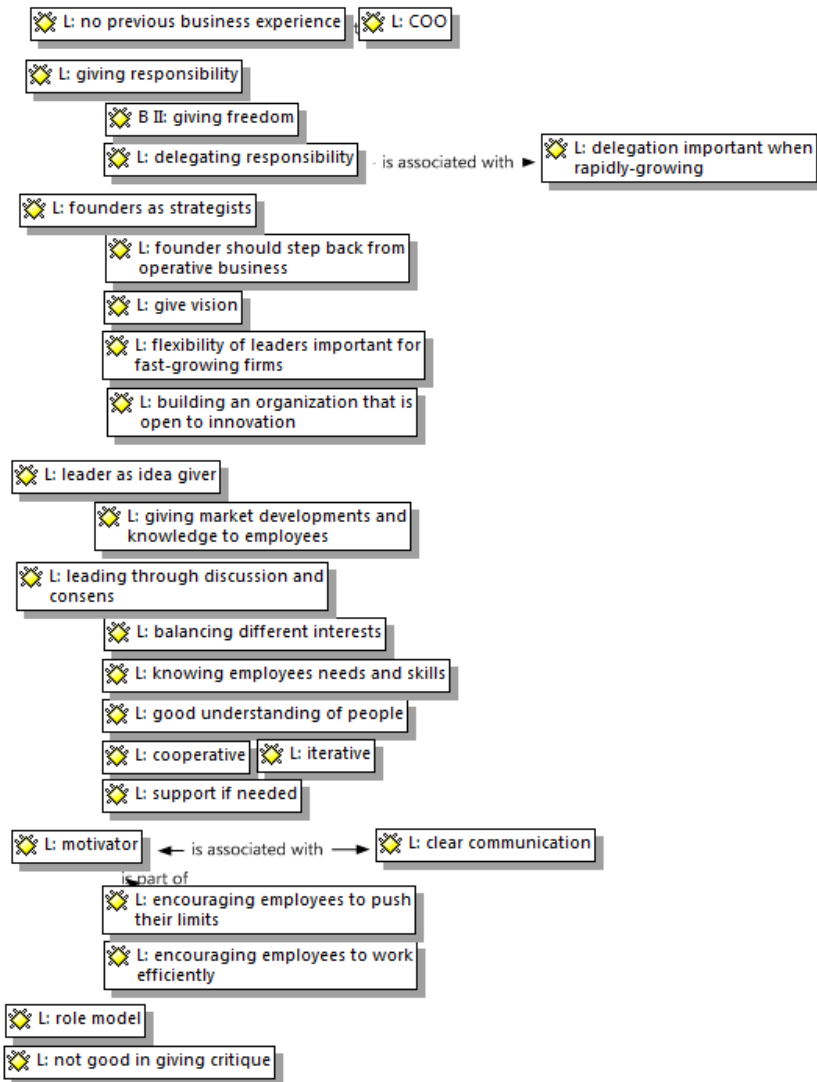 L: no previous business experience
L: COO
L: giving responsibility
B II: giving freedom
L: delegating responsibility
is associated with
L: delegation important when
rapidly-growing
L: founders as strategists
L: founder should step back from
operative business
L: give vision
L: flexibility of leaders important for
fast-growing firms
L: building an organization that is
open to innovation
L: leader as idea giver
L: giving market developments and
knowledge to employees
L: leading through discussion and
consens
L: balancing different interests
L: knowing employees needs and skills
L: good understanding of people
L: cooperative
L: iterative
L: support if needed
L: motivator
is associated with
L: clear communication
is part of
L: encouraging employees to push
their limits
L: encouraging employees to work
efficiently
L: role model
L: not good in giving critique